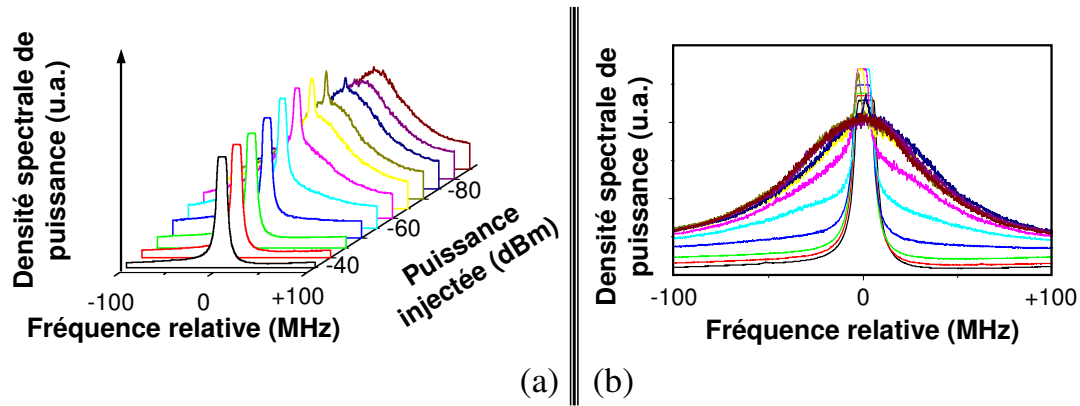 Densité spectrale de
puissance (u.a.)
-100
0
+100
Fréquence relative (MHz)
-40
-60
-80
Puissance
injectée (dBm)
(a)
Densité spectrale de
puissance (u.a.)
-100
0
+100
Fréquence relative (MHz)
(b)